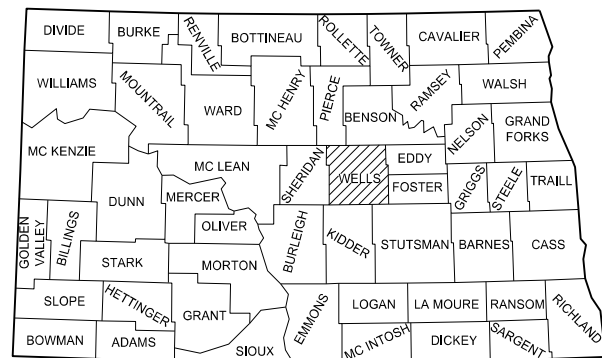 DIVIDE
BURKE
RENVILLE
BOTTINEAU
ROLLETTE
TOWNER
CAVALIER
PEMBINA
WILLIAMS
MOUNTRAIL
WARD
MC HENRY
PIERCE
BENSON
RAMSEY
WALSH
NELSON
GRAND
FORKS
MC KENZIE
MC LEAN
SHERIDAN
WELLS
EDDY
FOSTER
GRIGGS
STEELE
TRAILL
DUNN
MERCER
OLIVER
GOLDEN
VALLEY
BILLINGS
STARK
MORTON
BURLEIGH
KIDDER
STUTSMAN
BARNES
CASS
SLOPE
HETTINGER
GRANT
EMMONS
LOGAN
LA MOURE
RANSOM
RICHLAND
BOWMAN
ADAMS
SIOUX
MC INTOSH
DICKEY
SARGENT